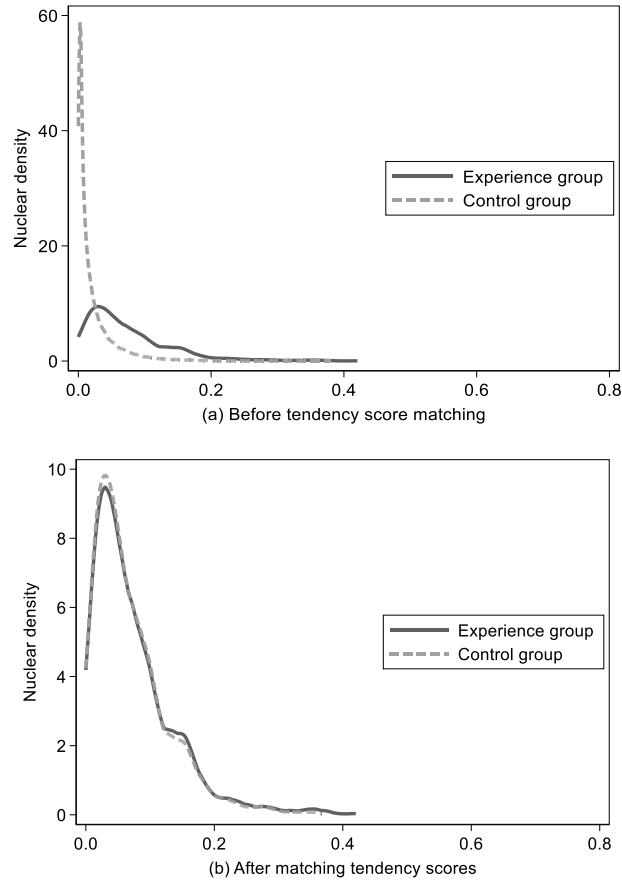 60
40
20
0
Nuclear density
Experience group
Control group
0.0 0.2 0.4 0.6 0.8
(a) Before tendency score matching
10
8
6
4
2
0
Nuclear density
Experience group
Control group
0.0 0.2 0.4 0.6 0.8
(b) After matching tendency scores